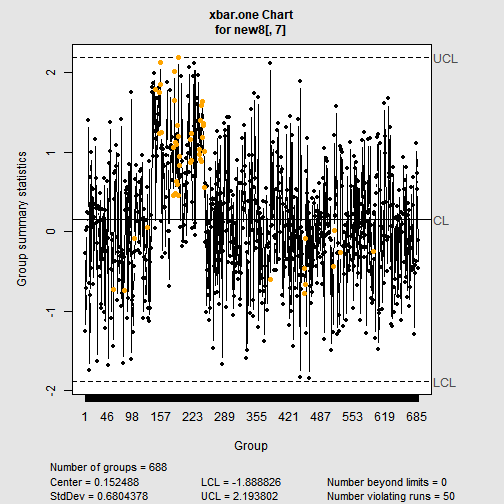 xbar.one Chart
for new8[, 7]
UCL
CL
LCL
Group summary statistics
2
1
0
-1
-2
1 46 98 157 223 289 355 421 487 553 619 685
Group
Number of groups = 688
Center = 0.152488 LCL = -1.888826 Number beyond limits = 0
StdDev = 0.6804378 UCL = 2.193802 Number violating runs = 50